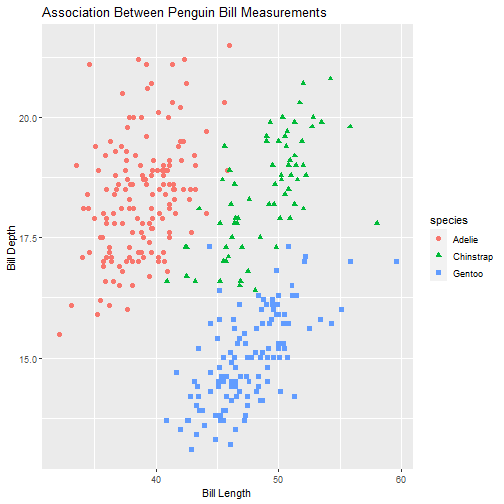 Association Between Penguin Bill Measurements
20.0
17.5
15.0
Bill Depth
40
50
60
Bill Length
species
Adelie
Chinstrap
Gentoo